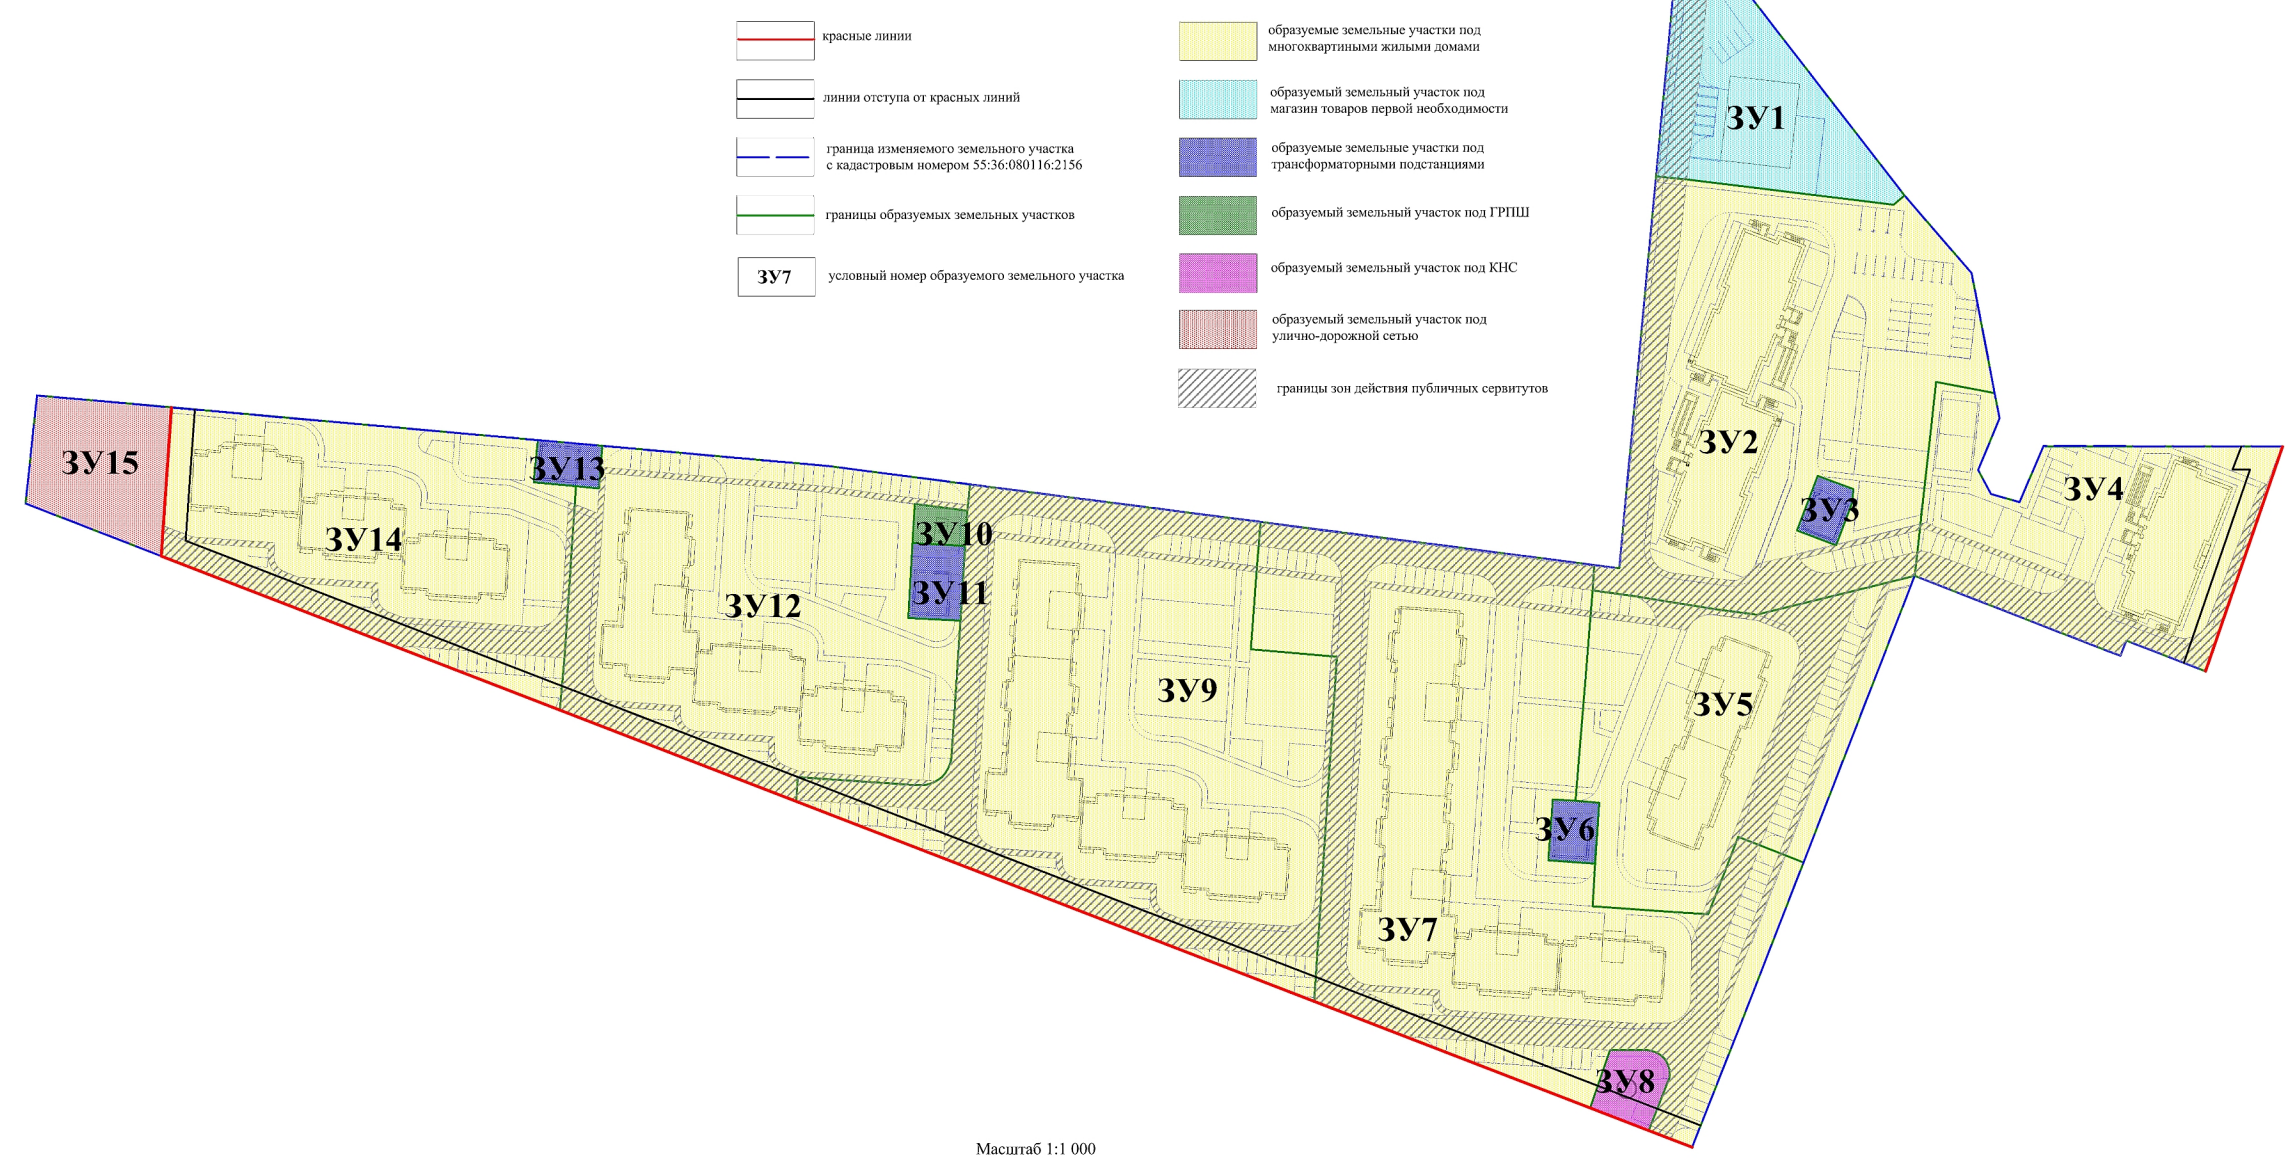 красные линии
линии отступа от красных линий
граница изменяемого земельного участка
с кадастровым номером 55:36:080116:2156
границы образуемых земельных участков
ЗУ7
условный номер образуемого земельного участка
образуемые земельные участки под
многоквартиными жилыми домами
образуемый земельный участок под
магазин товаров первой необходимости
образуемые земельные участки под
трансформаторными подстанциями
образуемый земельный участок под ГРПШ
образуемый земельный участок под КНС
образуемый земельный участок под
улично-дорожной сетью
границы зон действия публичных сервитутов
ЗУ1
ЗУ2
ЗУ3
ЗУ4
ЗУ15
ЗУ13
ЗУ14
ЗУ10
ЗУ11
ЗУ12
ЗУ9
ЗУ5
ЗУ6
ЗУ7
ЗУ8
Масштаб 1:1 000